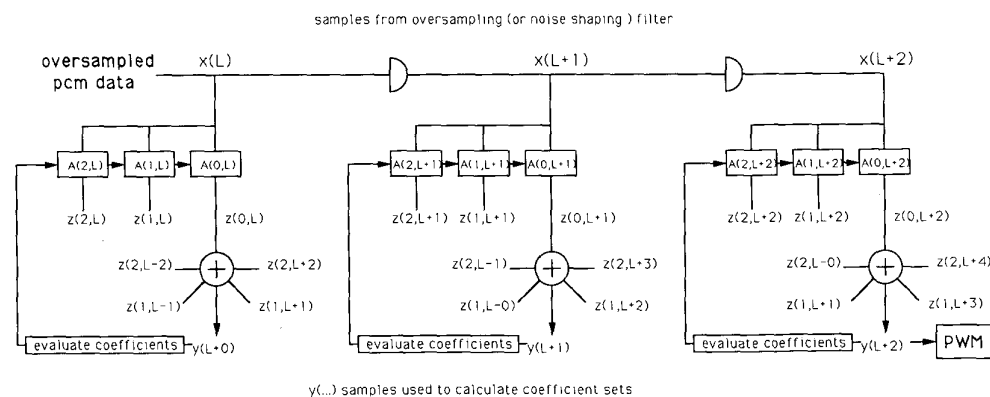 samples from oversampling (or noise shaping ) filter
oversampled
pcm data
x(L)
x(L+1)
x(L+2)
A(2,L) A(1,L) A(0,L)
A(2,L+1) A(1,L+1) A(0,L+1)
A(2,L+2) A(1,L+2) A(0,L+2)
z(2,L) z(1,L) z(0,L)
z(2,L+1) z(1,L+1) z(0,L+1)
z(2,L+2) z(1,L+2) z(0,L+2)
z(2,L-2) + z(2,L+2)
z(2,L-1) + z(2,L+3)
z(2,L-0) + z(2,L+4)
z(1,L-1) z(1,L+1)
z(1,L-0) z(1,L+2)
z(1,L+1) z(1,L+3)
evaluate coefficients y(L+0)
evaluate coefficients y(L+1)
evaluate coefficients y(L+2) PWM
y(...) samples used to calculate coefficient sets